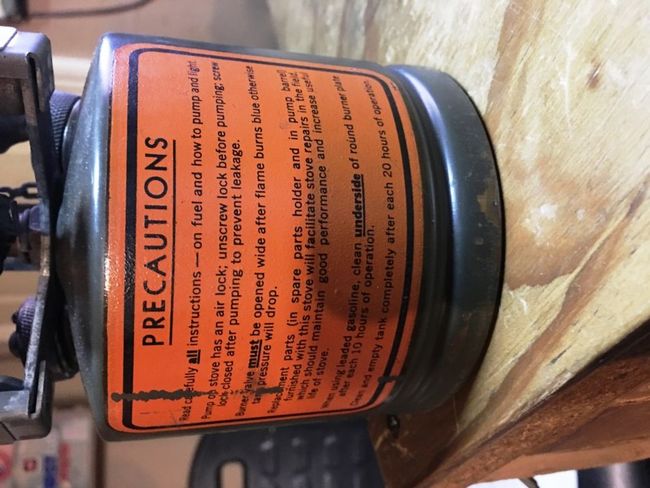 PRECAUTIONS
Read carefully all instructions — on fuel and how to pump and light.
Pump on stove has an air lock; unscrew lock before pumping; screw
lock closed after pumping to prevent leakage.
Burner valve must be opened wide after flame burns blue otherwise
tank pressure will drop.
Replacement parts (in spare parts holder and in pump barrel)
furnished with this stove will facilitate stove repairs in the field,
which should maintain good performance and increase useful
life of stove.
When using leaded gasoline, clean underside of round burner plate
after each 10 hours of operation.
Drain and empty tank completely after each 20 hours of operation.